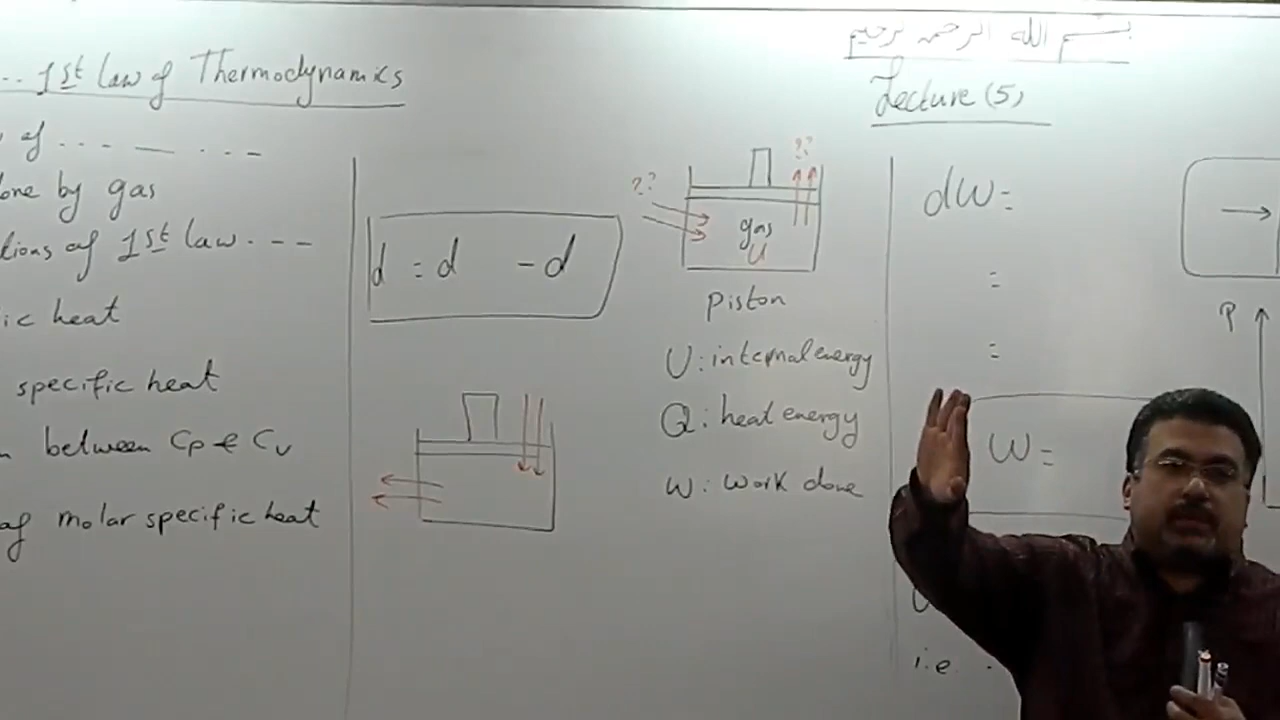 بسم الله الرحمن الرحيم
Lecture (5)
... 1st law of Thermodynamics
of ... — ...
one by gas
tions of 1st law ---
ic heat
specific heat
n between Cp & Cv
of molar specific heat
d = d - d
??
??
gas
U
piston
U: internal energy
Q: heat energy
W: work done
dW =
=
=
W =
i.e.
P